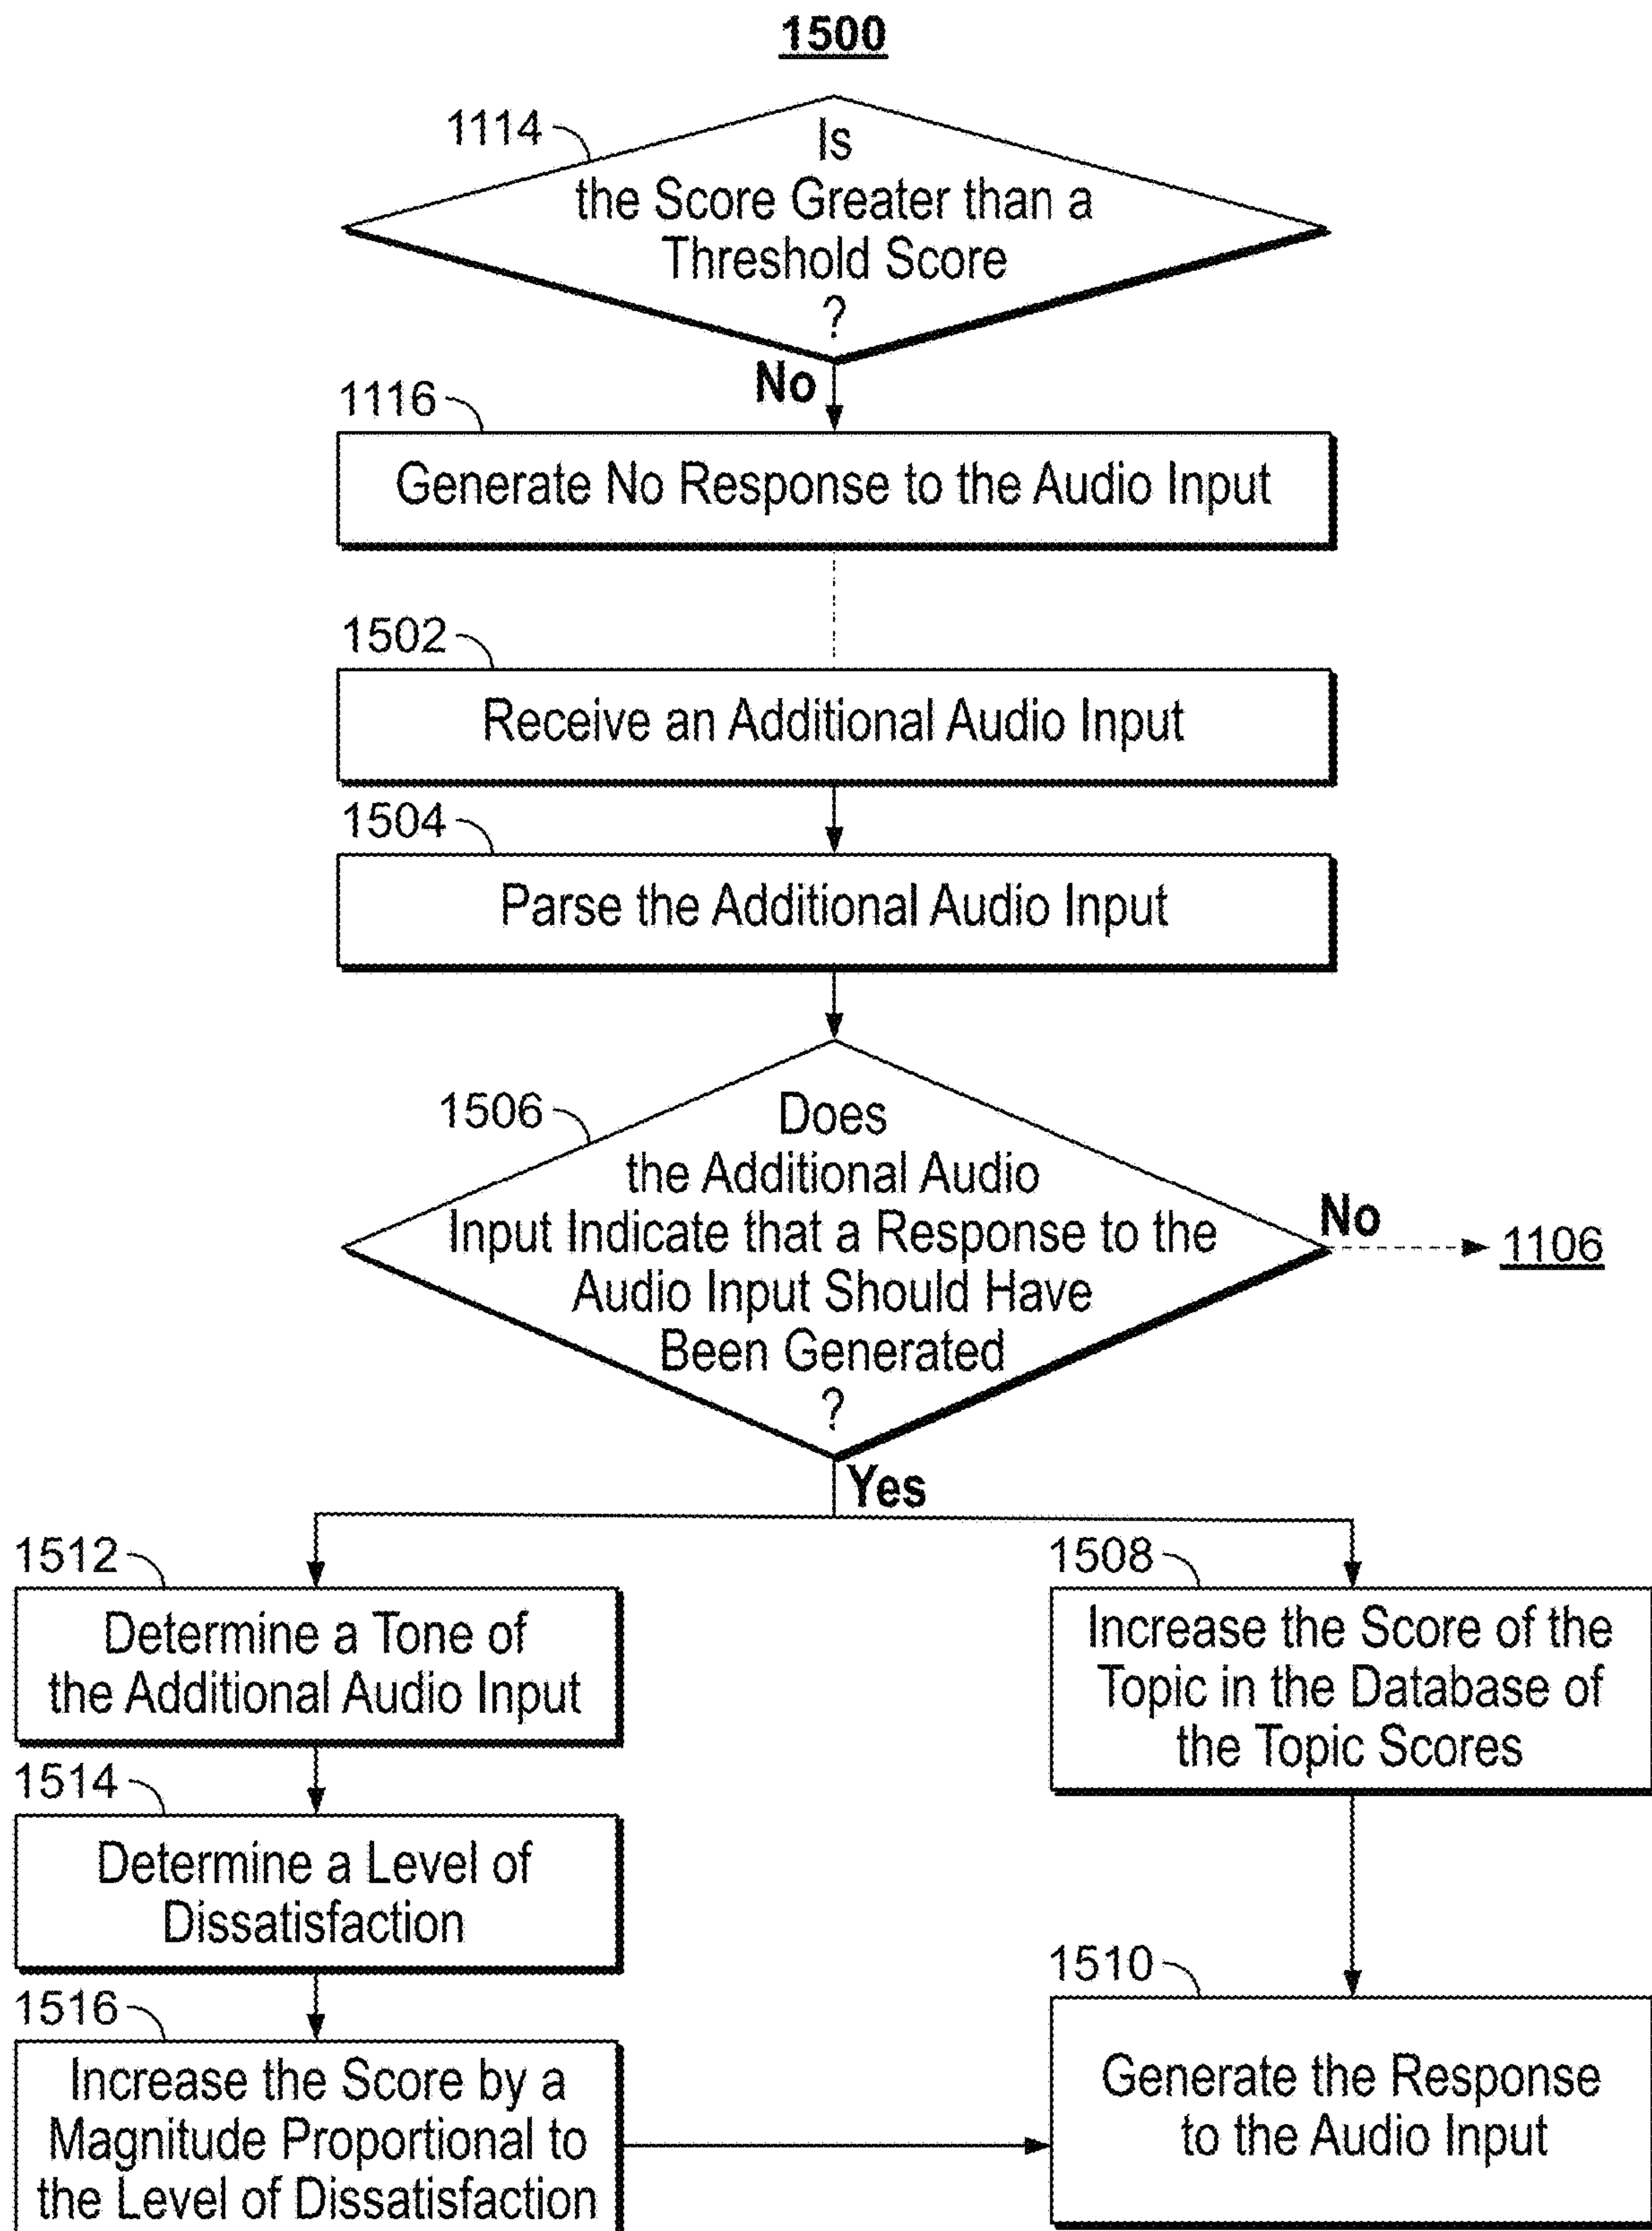 1500
1114
Is
the Score Greater than a
Threshold Score
?
No
1116
Generate No Response to the Audio Input
1502
Receive an Additional Audio Input
1504
Parse the Additional Audio Input
1506
Does
the Additional Audio
Input Indicate that a Response to the
Audio Input Should Have
Been Generated
?
No
1106
Yes
1512
Determine a Tone of
the Additional Audio Input
1514
Determine a Level of
Dissatisfaction
1516
Increase the Score by a
Magnitude Proportional to
the Level of Dissatisfaction
1508
Increase the Score of the
Topic in the Database of
the Topic Scores
1510
Generate the Response
to the Audio Input